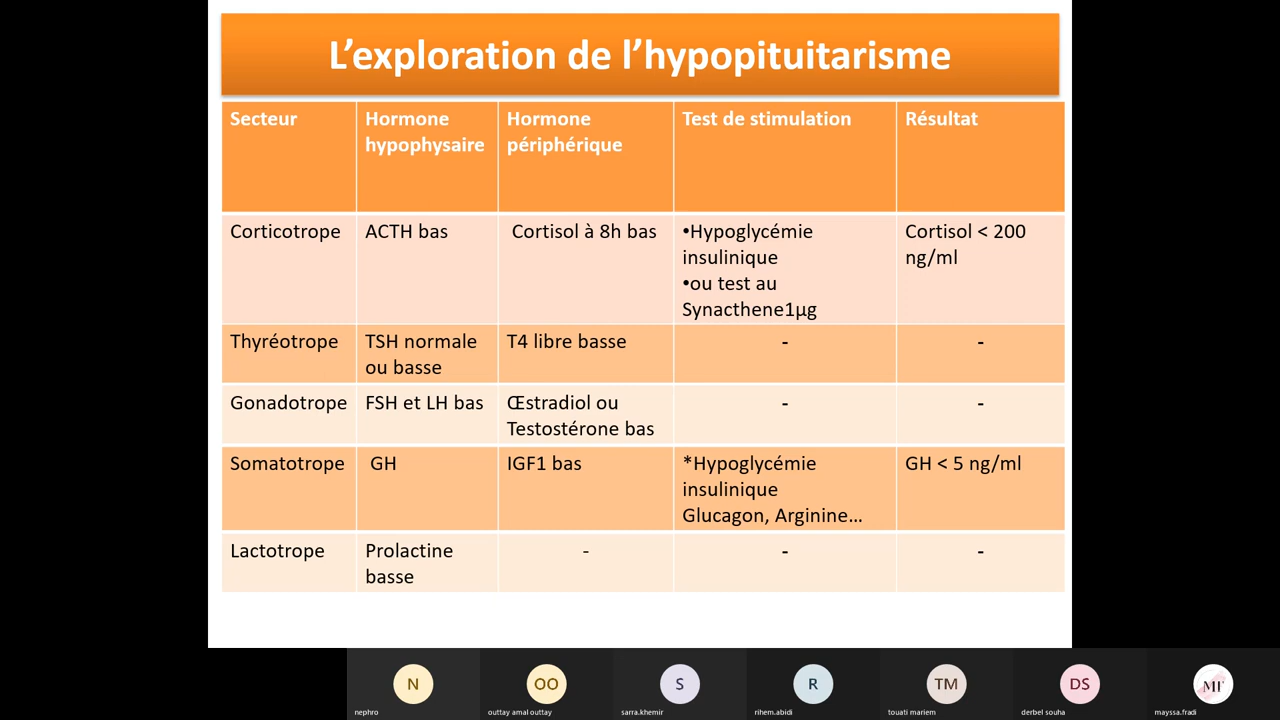 L’exploration de l’hypopituitarisme
Secteur
Hormone
hypophysaire
Hormone
périphérique
Test de stimulation
Résultat
Corticotrope
ACTH bas
Cortisol à 8h bas
•Hypoglycémie
insulinique
•ou test au
Synacthene1µg
Cortisol < 200
ng/ml
Thyréotrope
TSH normale
ou basse
T4 libre basse
-
-
Gonadotrope
FSH et LH bas
Œstradiol ou
Testostérone bas
-
-
Somatotrope
GH
IGF1 bas
*Hypoglycémie
insulinique
Glucagon, Arginine…
GH < 5 ng/ml
Lactotrope
Prolactine
basse
-
-
-
N
nephro
OO
outtay amal outtay
S
sarra.khemir
R
rihem.abidi
TM
touati mariem
DS
derbel souha
MF
mayssa.fradi